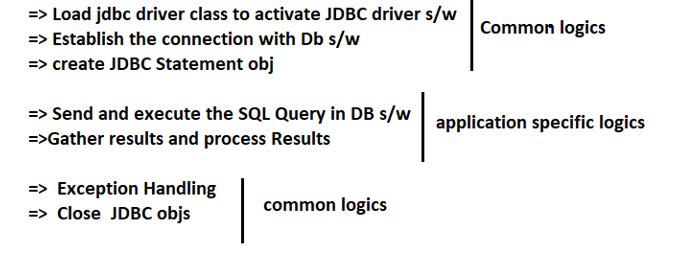 => Load jdbc driver class to activate JDBC driver s/w
=> Establish the connection with Db s/w
=> create JDBC Statement obj
Common logics
=> Send and execute the SQL Query in DB s/w
=>Gather results and process Results
application specific logics
=> Exception Handling
=> Close JDBC objs
common logics